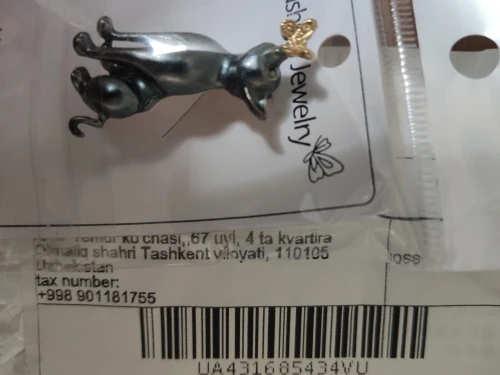 Jewelry
ko'chasi, 67 uyi, 4 ta kvartira
shahri Tashkent viloyati, 110105
tax number:
+998 901181755
UA431685434VU